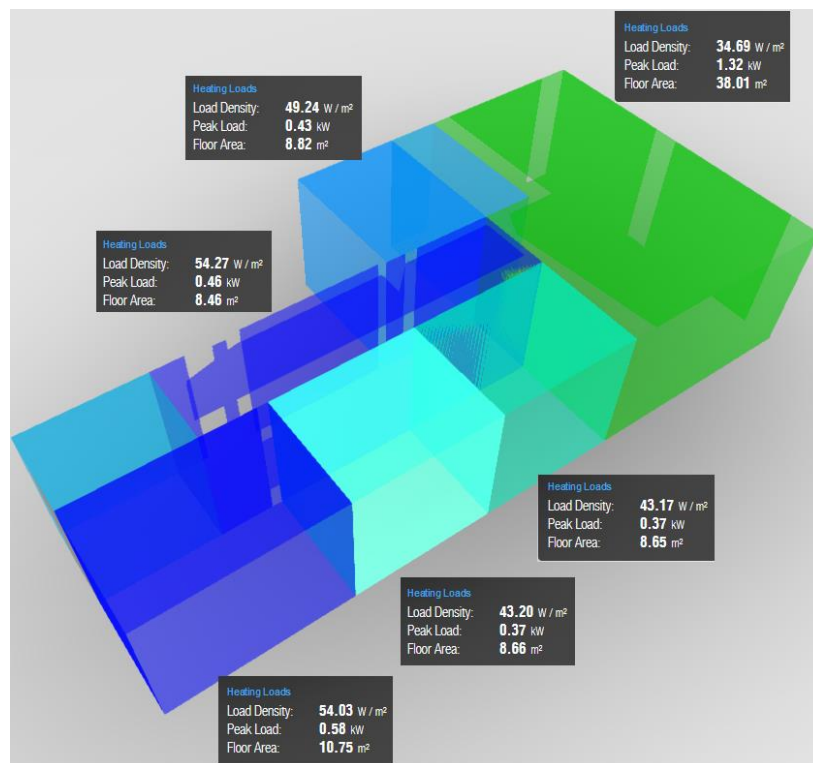 Heating Loads
Load Density: 34.69 W / m²
Peak Load: 1.32 kW
Floor Area: 38.01 m²
Heating Loads
Load Density: 49.24 W / m²
Peak Load: 0.43 kW
Floor Area: 8.82 m²
Heating Loads
Load Density: 54.27 W / m²
Peak Load: 0.46 kW
Floor Area: 8.46 m²
Heating Loads
Load Density: 43.17 W / m²
Peak Load: 0.37 kW
Floor Area: 8.65 m²
Heating Loads
Load Density: 43.20 W / m²
Peak Load: 0.37 kW
Floor Area: 8.66 m²
Heating Loads
Load Density: 54.03 W / m²
Peak Load: 0.58 kW
Floor Area: 10.75 m²